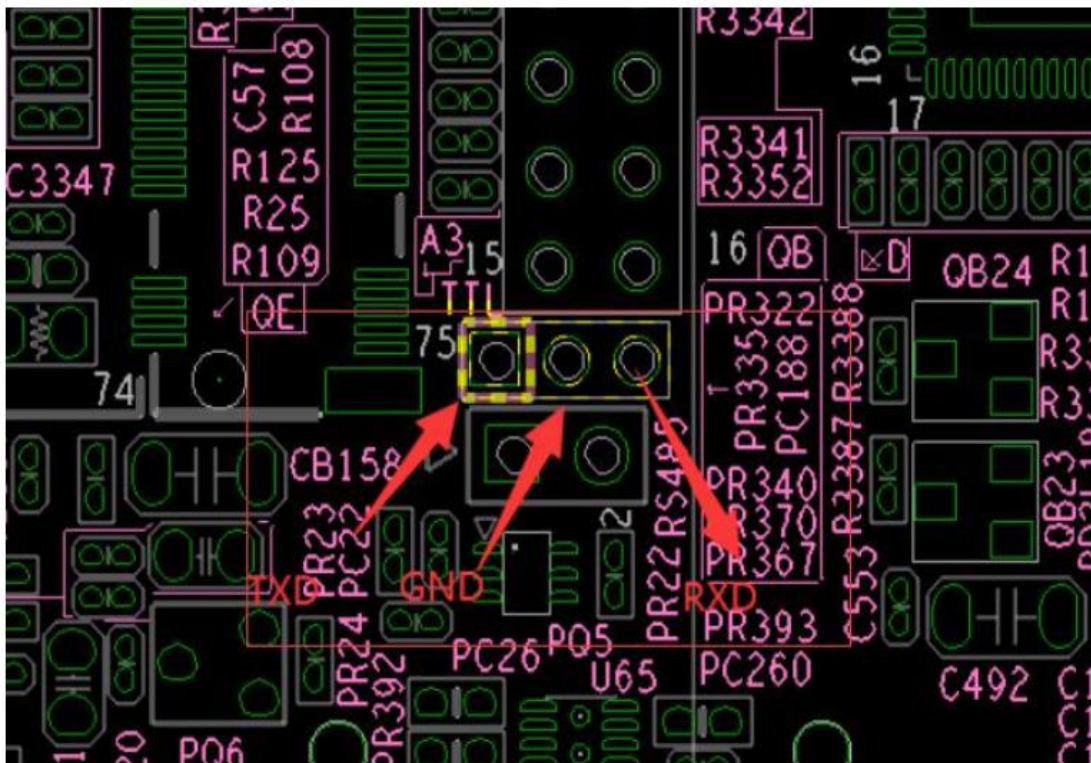 R3342
C57
R108
R125
R25
R109
QE
C3347
16
17
R3341
R3352
A3
15
TTL
16
QB
D
QB24
75
74
PR322
PR335
PC188
R3388
PR340
PR370
PR367
PR393
PC260
R3387
C553
CB158
PR23
PC22
PR24
PR392
RS485
PR22
2
TXD
GND
RXD
PC26
PQ5
U65
PQ6
QB23
C492